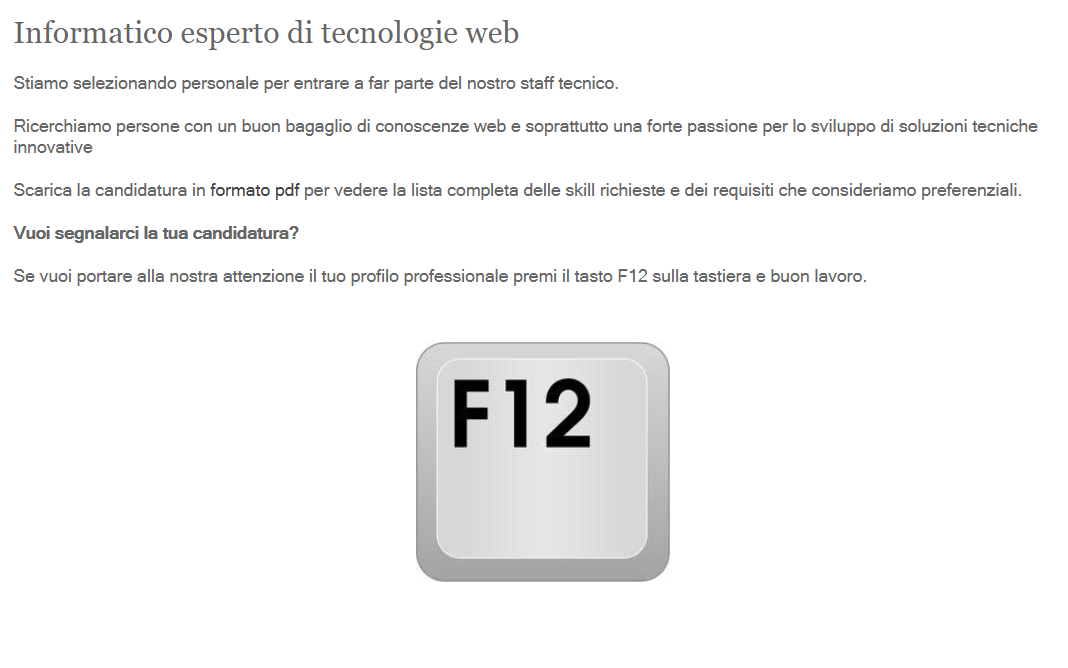 Informatico esperto di tecnologie web
Stiamo selezionando personale per entrare a far parte del nostro staff tecnico.
Ricerchiamo persone con un buon bagaglio di conoscenze web e soprattutto una forte passione per lo sviluppo di soluzioni tecniche
innovative
Scarica la candidatura in formato pdf per vedere la lista completa delle skill richieste e dei requisiti che consideriamo preferenziali.
Vuoi segnalarci la tua candidatura?
Se vuoi portare alla nostra attenzione il tuo profilo professionale premi il tasto F12 sulla tastiera e buon lavoro.
F12